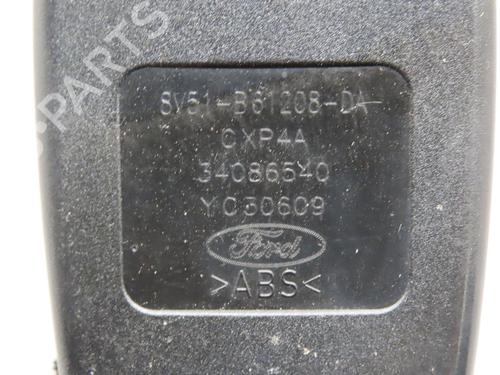 PARTS
8V51-B61208-DA
CXP4A
34086540
YC30609
Ford
>ABS<